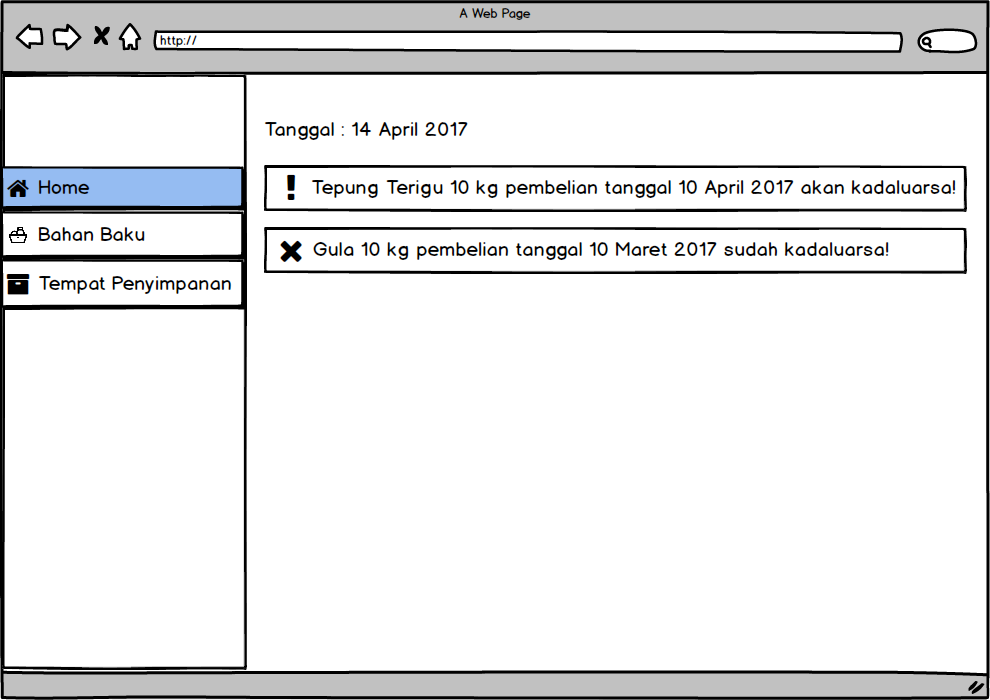 A Web Page
http://
Tanggal : 14 April 2017
Home
Tepung Terigu 10 kg pembelian tanggal 10 April 2017 akan kadaluarsa!
Bahan Baku
Gula 10 kg pembelian tanggal 10 Maret 2017 sudah kadaluarsa!
Tempat Penyimpanan